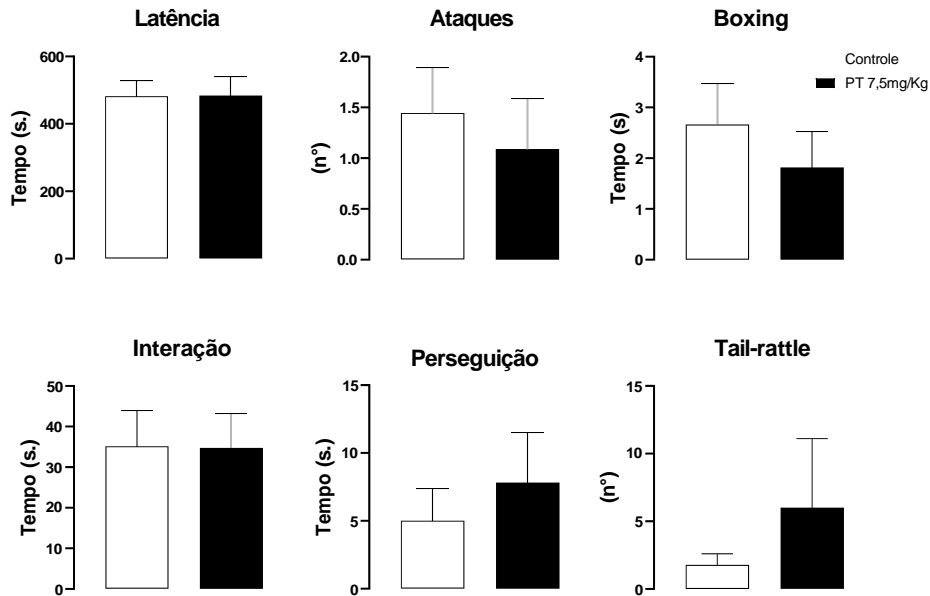 Latência
Tempo (s.)
600
400
200
0
Ataques
(n°)
2.0
1.5
1.0
0.5
0.0
Boxing
Tempo (s)
4
3
2
1
0
Controle
PT 7,5mg/Kg
Interação
Tempo (s.)
50
40
30
20
10
0
Perseguição
Tempo (s.)
15
10
5
0
Tail-rattle
(n°)
15
10
5
0